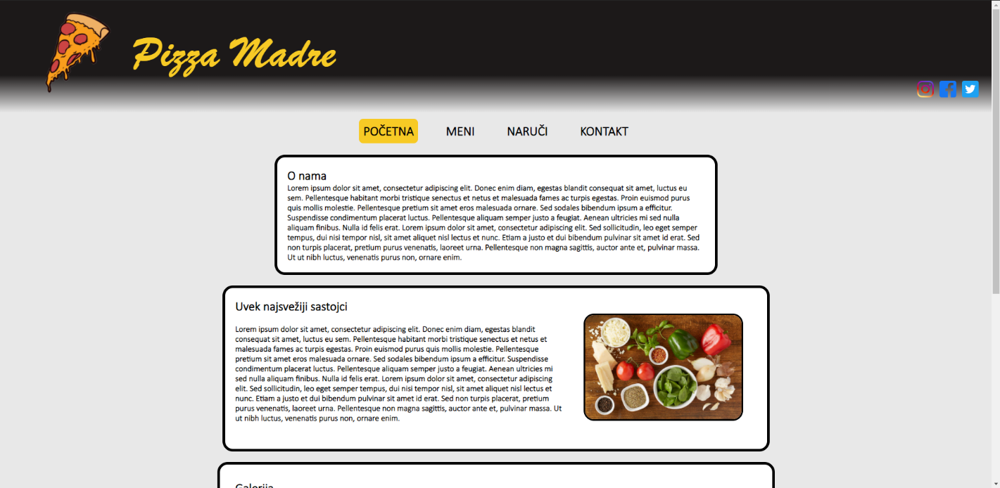 Pizza Madre
POČETNA MENI NARUČI KONTAKT
O nama
Lorem ipsum dolor sit amet, consectetur adipiscing elit. Donec enim diam, egestas blandit consequat sit amet, luctus eu
sem. Pellentesque habitant morbi tristique senectus et netus et malesuada fames ac turpis egestas. Proin euismod purus
quis mollis molestie. Pellentesque pretium sit amet eros malesuada ornare. Sed sodales bibendum ipsum a efficitur.
Suspendisse condimentum placerat luctus. Pellentesque aliquam semper justo a feugiat. Aenean ultricies mi sed nulla
aliquam finibus. Nulla id felis erat. Lorem ipsum dolor sit amet, consectetur adipiscing elit. Sed sollicitudin, leo eget semper
tempus, dui nisi tempor nisl, sit amet aliquet nisl lectus et nunc. Etiam a justo et dui bibendum pulvinar sit amet id erat. Sed
non turpis placerat, pretium purus venenatis, laoreet urna. Pellentesque non magna sagittis, auctor ante et, pulvinar massa.
Ut ut nibh luctus, venenatis purus non, ornare enim.
Uvek najsvežiji sastojci
Lorem ipsum dolor sit amet, consectetur adipiscing elit. Donec enim diam, egestas blandit
consequat sit amet, luctus eu sem. Pellentesque habitant morbi tristique senectus et netus et
malesuada fames ac turpis egestas. Proin euismod purus quis mollis molestie. Pellentesque
pretium sit amet eros malesuada ornare. Sed sodales bibendum ipsum a efficitur. Suspendisse
condimentum placerat luctus. Pellentesque aliquam semper justo a feugiat. Aenean ultricies mi
sed nulla aliquam finibus. Nulla id felis erat. Lorem ipsum dolor sit amet, consectetur adipiscing
elit. Sed sollicitudin, leo eget semper tempus, dui nisi tempor nisl, sit amet aliquet nisl lectus et
nunc. Etiam a justo et dui bibendum pulvinar sit amet id erat. Sed non turpis placerat, pretium
purus venenatis, laoreet urna. Pellentesque non magna sagittis, auctor ante et, pulvinar massa. Ut
ut nibh luctus, venenatis purus non, ornare enim.
Galerija